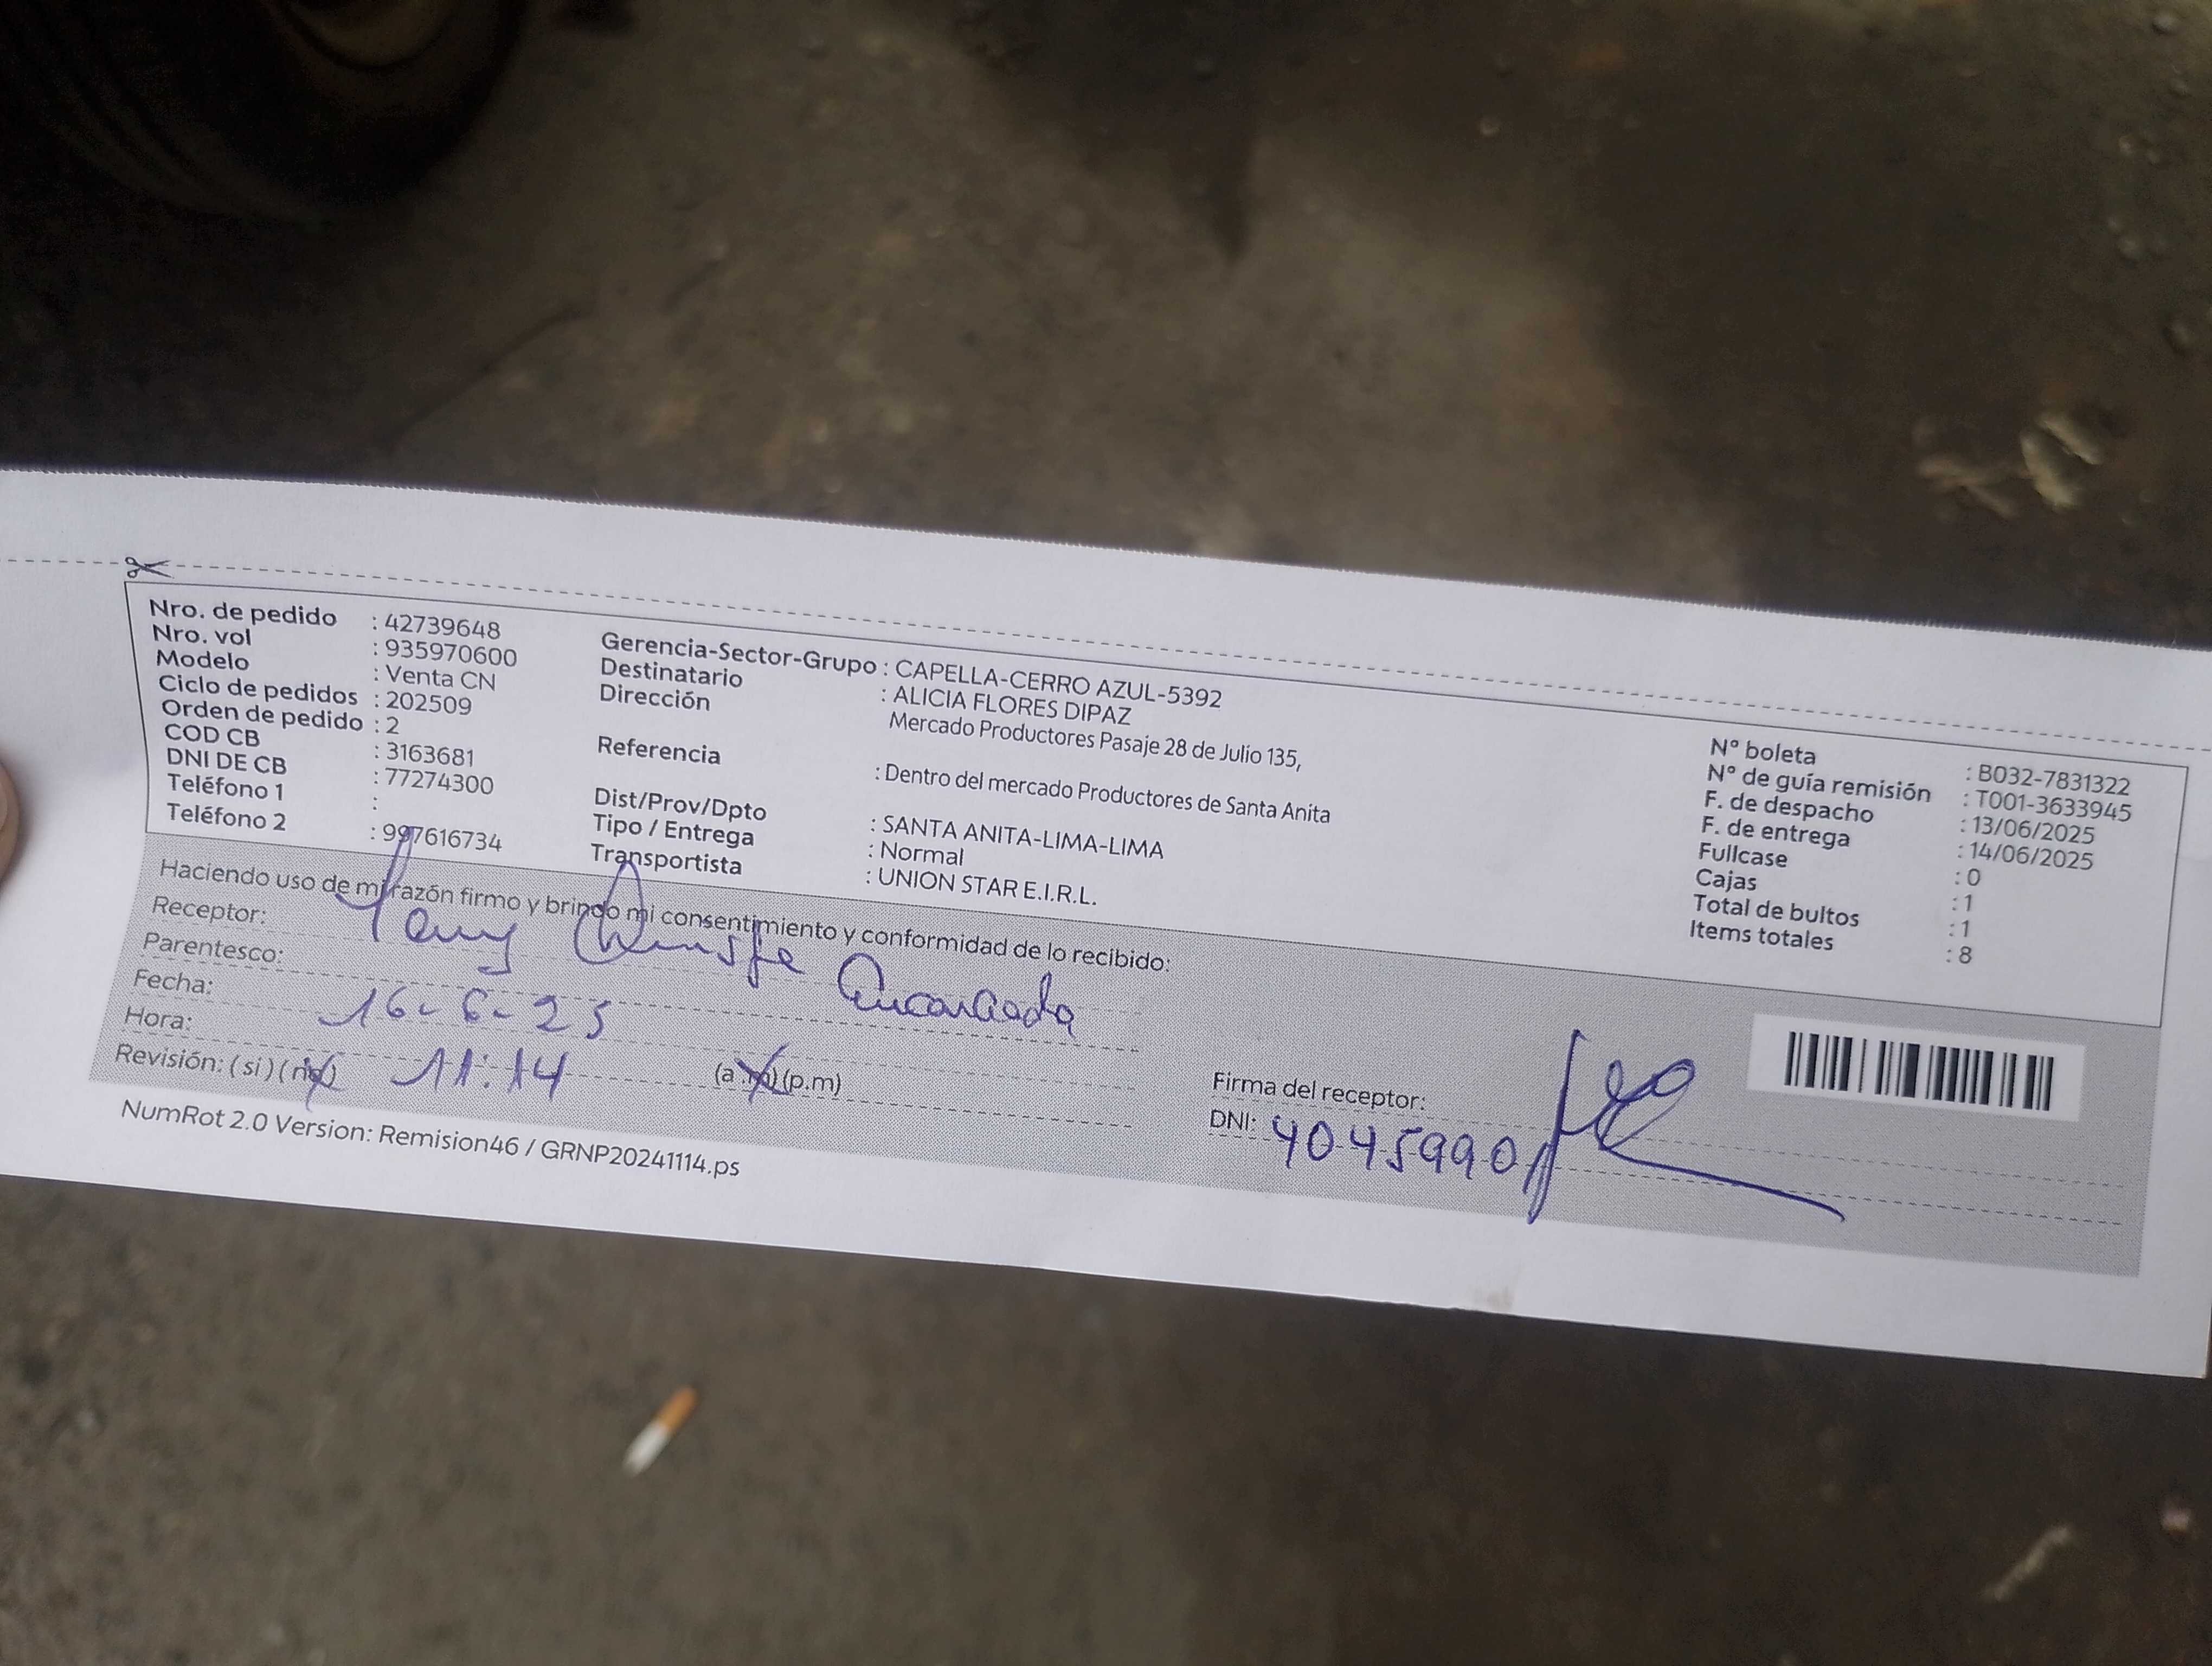 Nro. de pedido : 42739648
Nro. vol : 935970600
Modelo : Venta CN
Ciclo de pedidos : 202509
Orden de pedido : 2
COD CB : 3163681
DNI DE CB : 77274300
Teléfono 1 :
Teléfono 2 : 997616734
Gerencia-Sector-Grupo : CAPELLA-CERRO AZUL-5392
Destinatario : ALICIA FLORES DIPAZ
Dirección Mercado Productores Pasaje 28 de Julio 135,
Referencia : Dentro del mercado Productores de Santa Anita
Dist/Prov/Dpto : SANTA ANITA-LIMA-LIMA
Tipo / Entrega : Normal
Transportista : UNION STAR E.I.R.L.
N° boleta : B032-7831322
N° de guía remisión : T001-3633945
F. de despacho : 13/06/2025
F. de entrega : 14/06/2025
Fullcase : 0
Cajas : 1
Total de bultos : 1
Items totales : 8
Haciendo uso de mi razón firmo y brindo mi consentimiento y conformidad de lo recibido:
Receptor:
Parentesco: Encargada
Fecha: 16-6-25
Hora: 11:14 (a.m) (p.m)
Revisión: (si) (no)
Firma del receptor:
DNI: 4045990
NumRot 2.0 Version: Remision46 / GRNP20241114.ps